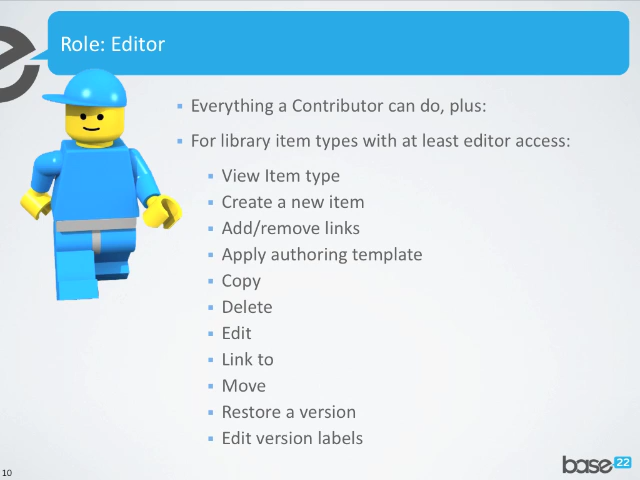 Role: Editor
Everything a Contributor can do, plus:
For library item types with at least editor access:
View Item type
Create a new item
Add/remove links
Apply authoring template
Copy
Delete
Edit
Link to
Move
Restore a version
Edit version labels
10
base 22